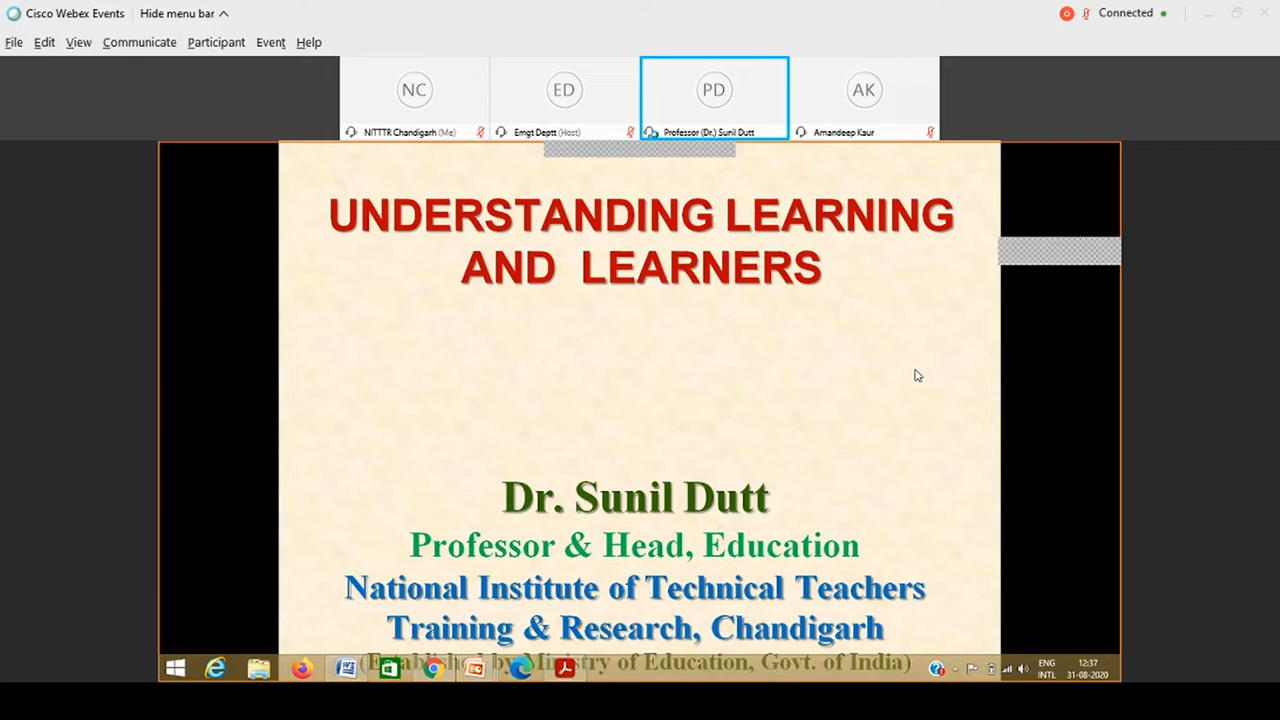 Cisco Webex Events Hide menu bar Connected
File Edit View Communicate Participant Event Help
NC ED PD AK
NITTTR Chandigarh (Me) Emgt Deptt (Host) Professor (Dr.) Sunil Dutt Amandeep Kaur
UNDERSTANDING LEARNING
AND LEARNERS
Dr. Sunil Dutt
Professor & Head, Education
National Institute of Technical Teachers
Training & Research, Chandigarh
(Established by Ministry of Education, Govt. of India)
ENG 12:37
INTL 31-08-2020